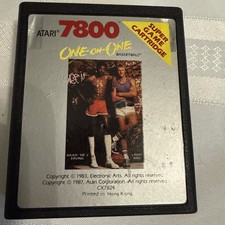 ATARI 7800
SUPER
GAME
CARTRIDGE
ONE-ON-ONE
BASKETBALL
Copyright © 1983, Electronic Arts. All
rights reserved.
Copyright © 1987, Atari Corporation. All
rights reserved.
CX7824
Printed in Hong Kong